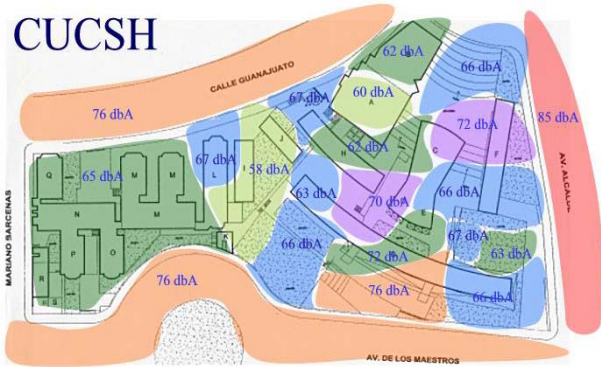 CUCSH
62 dbA
66 dbA
CALLE GUANAJUATO
60 dbA
A
76 dbA
67 dbA
72 dbA
85 dbA
C
F
J
62 dbA
H
67 dbA
L
I
58 dbA
65 dbA
Q
M
M
63 dbA
70 dbA
66 dbA
AV. ALCALDE
N
M
E
66 dbA
67 dbA
K
P
O
72 dbA
63 dbA
R
76 dbA
76 dbA
66 dbA
E
S
MARIANO BARCENAS
AV. DE LOS MAESTROS